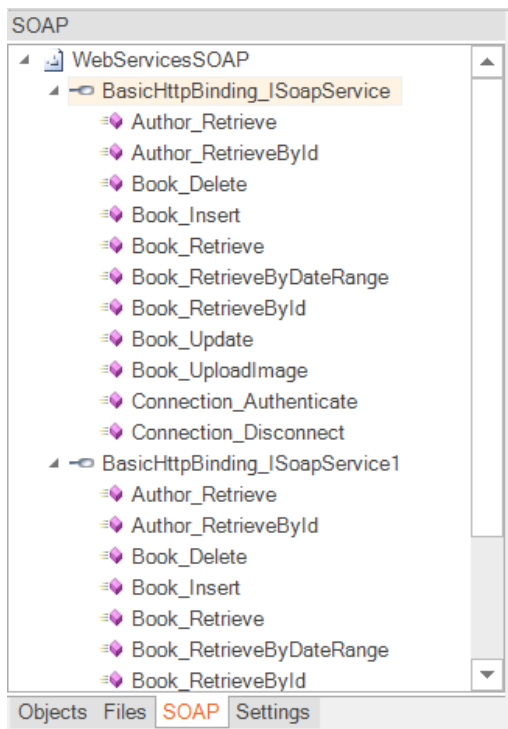 SOAP
WebServicesSOAP
BasicHttpBinding_ISoapService
Author_Retrieve
Author_RetrieveById
Book_Delete
Book_Insert
Book_Retrieve
Book_RetrieveByDateRange
Book_RetrieveById
Book_Update
Book_UploadImage
Connection_Authenticate
Connection_Disconnect
BasicHttpBinding_ISoapService1
Author_Retrieve
Author_RetrieveById
Book_Delete
Book_Insert
Book_Retrieve
Book_RetrieveByDateRange
Book_RetrieveById
Objects Files SOAP Settings